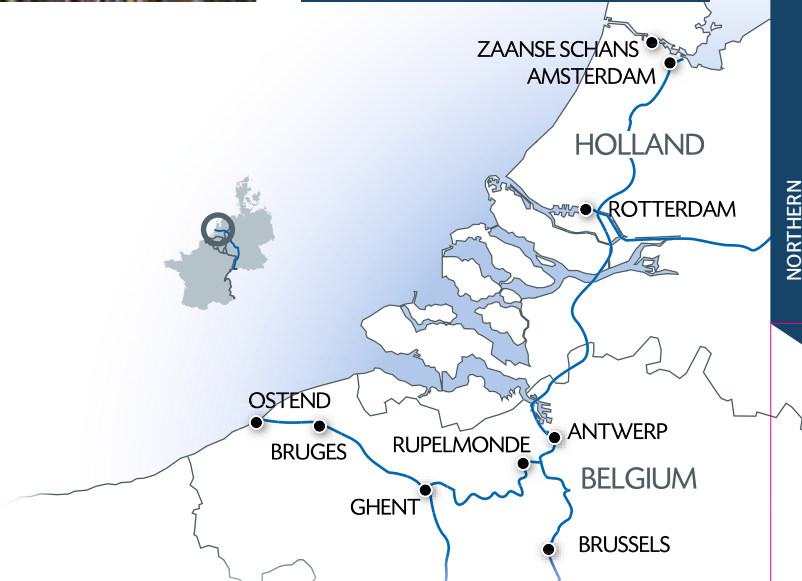 ZAANSE SCHANS
AMSTERDAM
HOLLAND
NORTHERN
ROTTERDAM
OSTEND
BRUGES
RUPELMONDE
ANTWERP
BELGIUM
GHENT
BRUSSELS